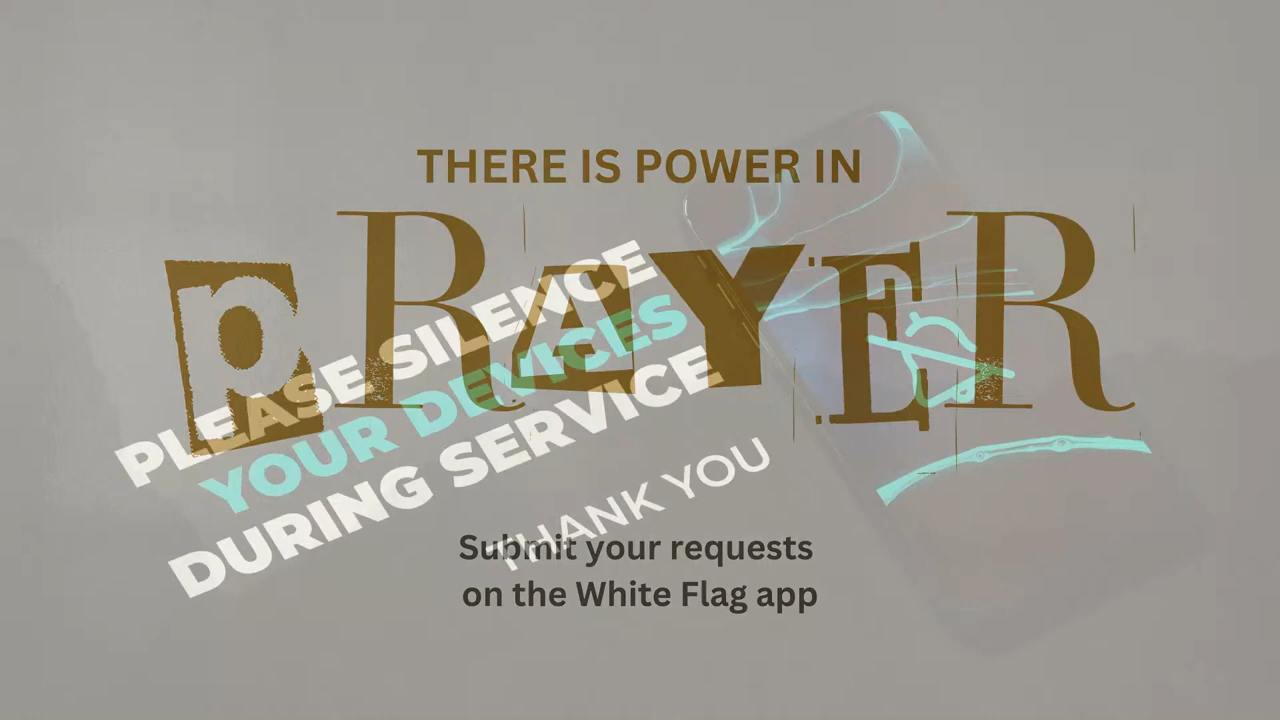 THERE IS POWER IN
pRAYER
PLEASE SILENCE
YOUR DEVICES
DURING SERVICE
THANK YOU
Submit your requests
on the White Flag app